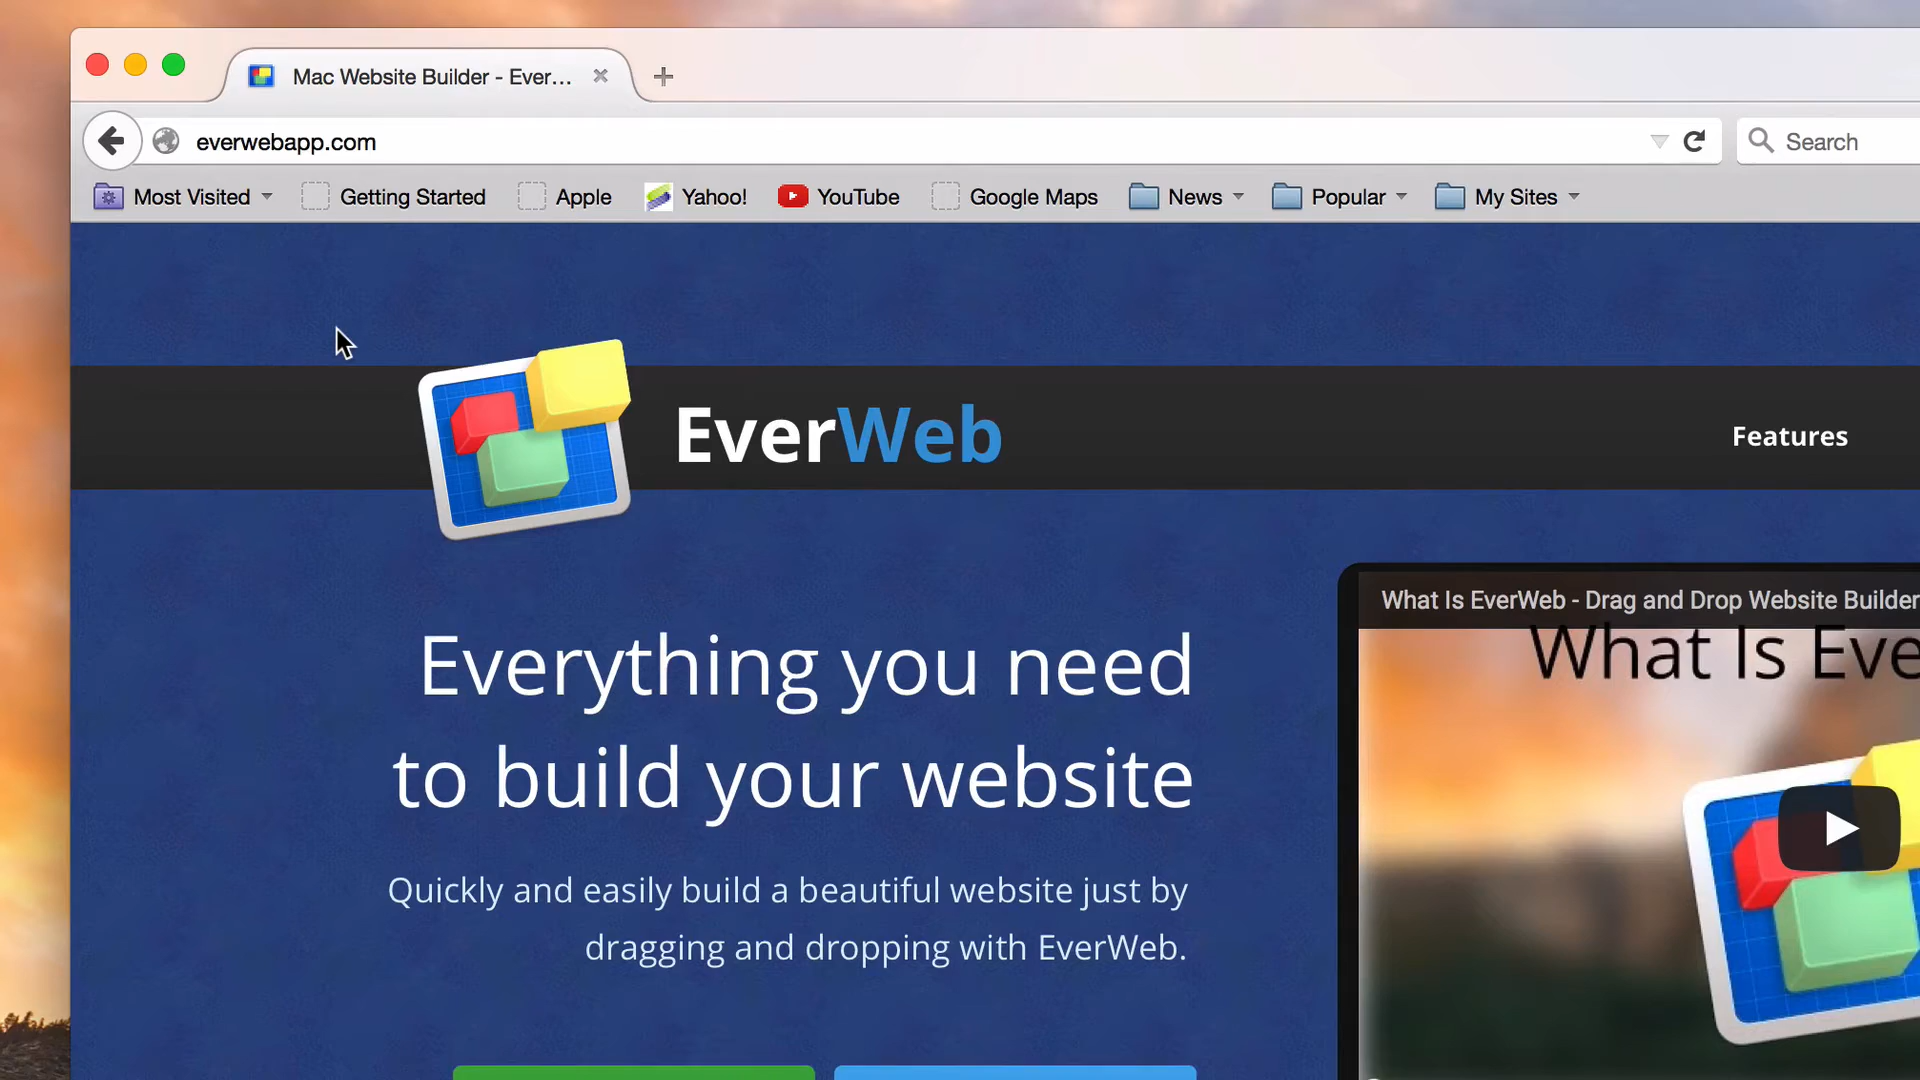 Mac Website Builder - Ever...
everwebapp.com
Search
Most Visited Getting Started Apple Yahoo! YouTube Google Maps News Popular My Sites
EverWeb
Features
What Is EverWeb - Drag and Drop Website Builder
What Is Eve
Everything you need
to build your website
Quickly and easily build a beautiful website just by
dragging and dropping with EverWeb.